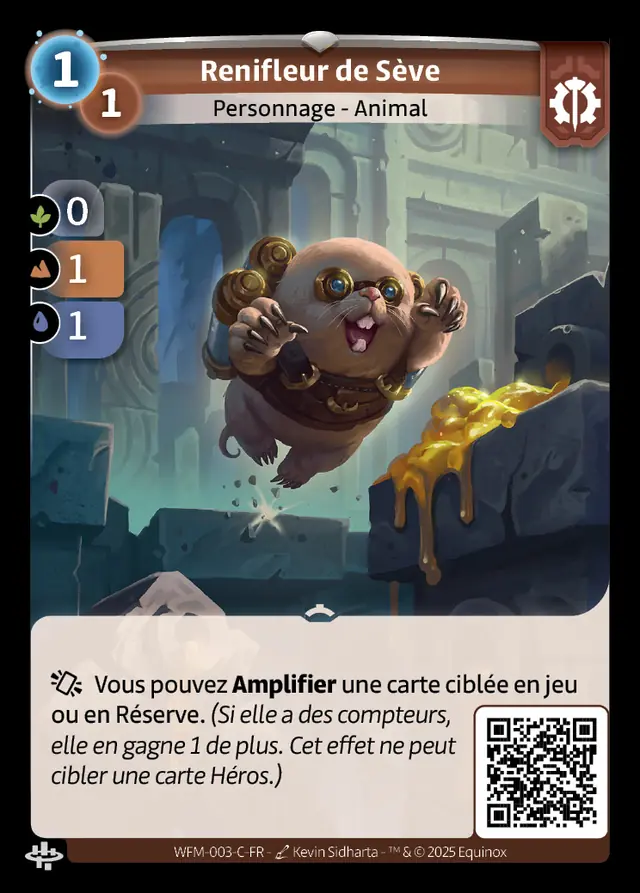 1
Renifleur de Sève
1
Personnage - Animal
0
1
1
Vous pouvez Amplifier une carte ciblée en jeu
ou en Réserve. (Si elle a des compteurs,
elle en gagne 1 de plus. Cet effet ne peut
cibler une carte Héros.)
WFM-003-C-FR - Kevin Sidharta - ™ & © 2025 Equinox